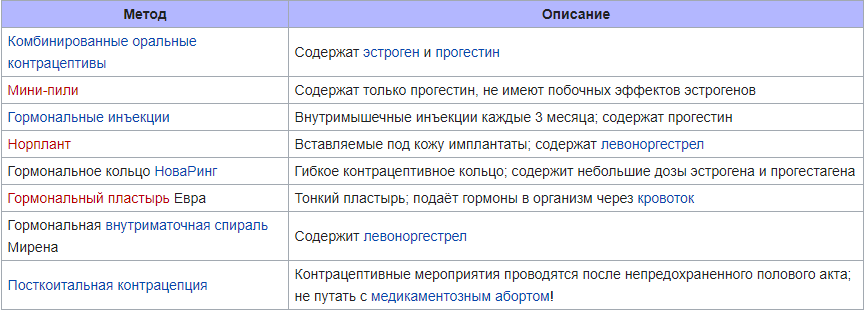 Метод Описание
Комбинированные оральные
контрацептивы
Содержат эстроген и прогестин
Мини-пили
Содержат только прогестин, не имеют побочных эффектов эстрогенов
Гормональные инъекции
Внутримышечные инъекции каждые 3 месяца; содержат прогестин
Норплант
Вставляемые под кожу имплантаты; содержат левоноргестрел
Гормональное кольцо НоваРинг
Гибкое контрацептивное кольцо; содержит небольшие дозы эстрогена и прогестагена
Гормональный пластырь Евра
Тонкий пластырь; подаёт гормоны в организм через кровоток
Гормональная внутриматочная спираль
Мирена
Содержит левоноргестрел
Посткоитальная контрацепция
Контрацептивные мероприятия проводятся после непредохраненного полового акта;
не путать с медикаментозным абортом!